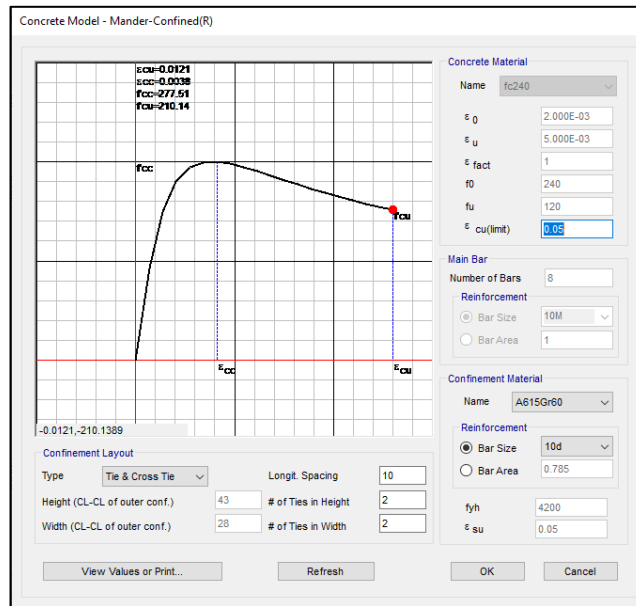 Concrete Model - Mander-Confined(R)
εcu=0.0121
εcc=0.0038
fcc=277.51
fcu=210.14
fcc
fcu
εcc
εcu
-0.0121,-210.1389
Concrete Material
Name fc240
ε 0 2.000E-03
ε u 5.000E-03
ε fact 1
f0 240
fu 120
ε cu(limit) 0.05
Main Bar
Number of Bars 8
Reinforcement
Bar Size 10M
Bar Area 1
Confinement Material
Name A615Gr60
Reinforcement
Bar Size 10d
Bar Area 0.785
fyh 4200
ε su 0.05
Confinement Layout
Type Tie & Cross Tie Longit. Spacing 10
Height (CL-CL of outer conf.) 43 # of Ties in Height 2
Width (CL-CL of outer conf.) 28 # of Ties in Width 2
View Values or Print... Refresh OK Cancel